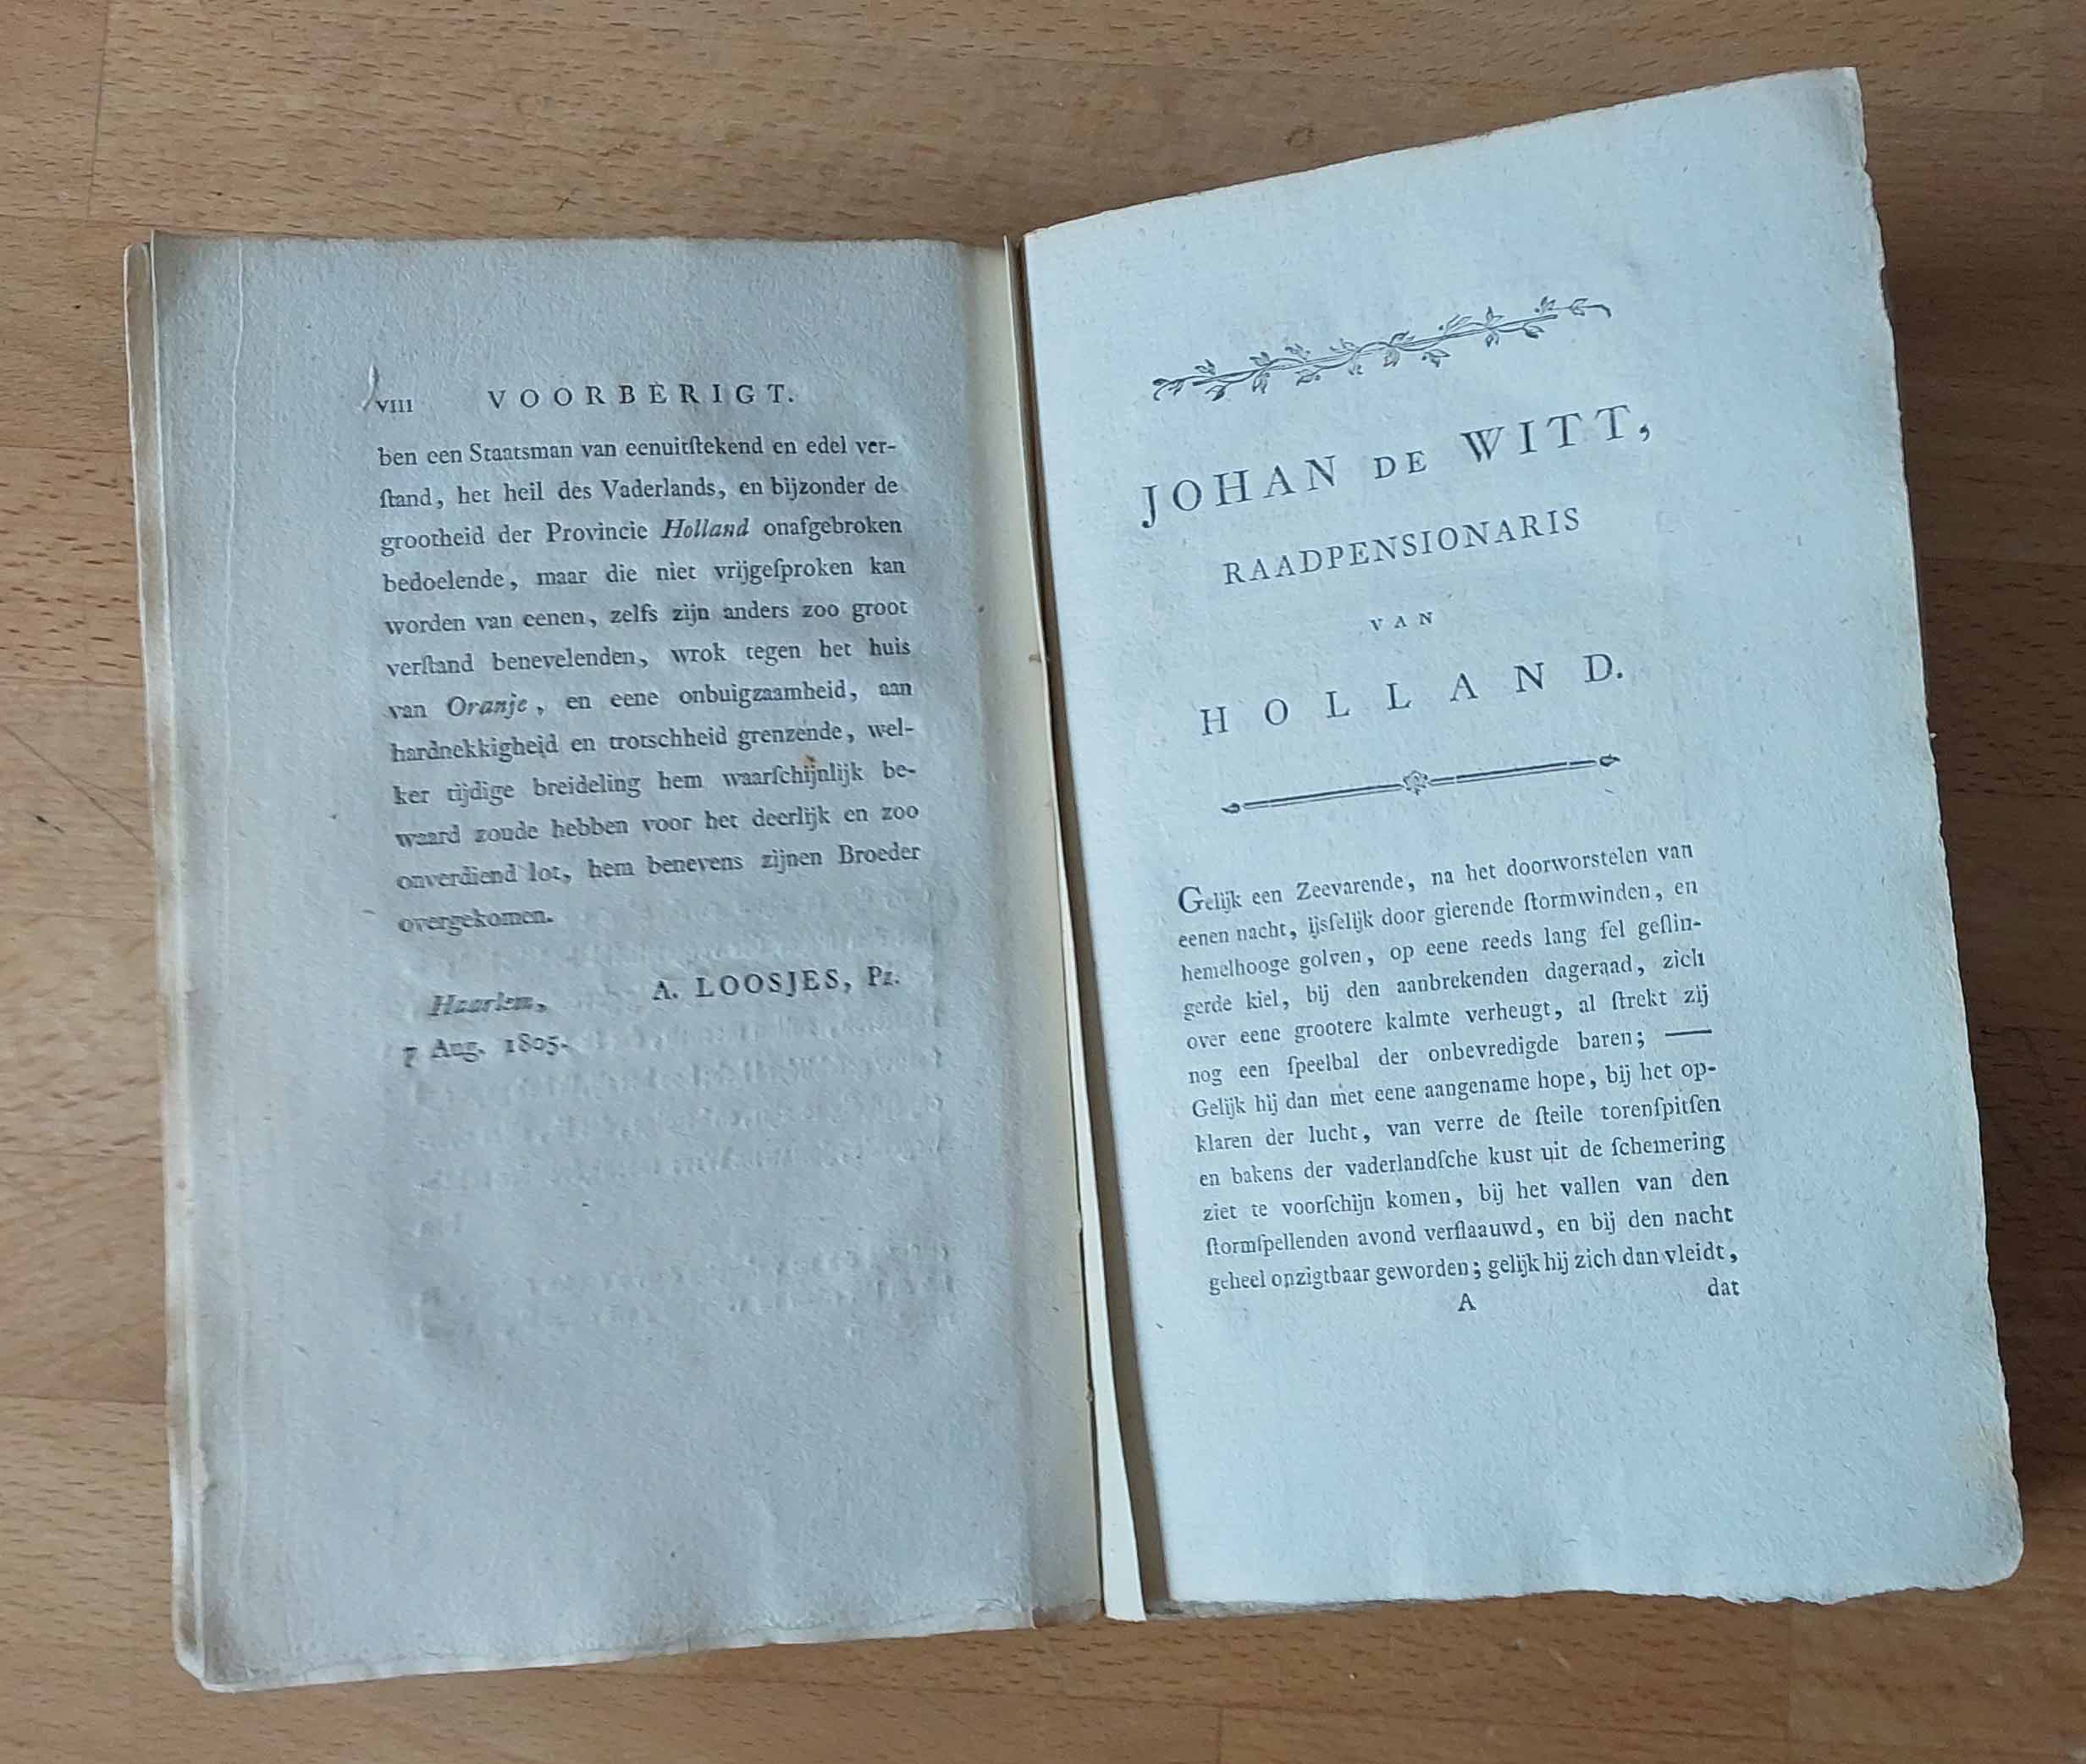 VIII VOORBERIGT.
ben een Staatsman van eenuitſtekend en edel ver-
ſtand, het heil des Vaderlands, en bijzonder de
grootheid der Provincie Holland onafgebroken
bedoelende, maar die niet vrijgeſproken kan
worden van eenen, zelfs zijn anders zoo groot
verſtand benevelenden, wrok tegen het huis
van Oranje, en eene onbuigzaamheid, aan
hardnekkigheid en trotschheid grenzende, wel-
ker tijdige breideling hem waarſchijnlijk be-
waard zoude hebben voor het deerlijk en zoo
onverdiend lot, hem benevens zijnen Broeder
overgekomen.
A. LOOSJES, Pz.
Haarlem,
7 Aug. 1805.
JOHAN DE WITT,
RAADPENSIONARIS
VAN
HOLLAND.
Gelijk een Zeevarende, na het doorworstelen van
eenen nacht, ijsſelijk door gierende ſtormwinden, en
hemelhooge golven, op eene reeds lang fel geſlin-
gerde kiel, bij den aanbrekenden dageraad, zich
over eene grootere kalmte verheugt, al ſtrekt zij
nog een ſpeelbal der onbevredigde baren; —
Gelijk hij dan met eene aangename hope, bij het op-
klaren der lucht, van verre de ſteile torenſpitſen
en bakens der vaderlandſche kust uit de ſchemering
ziet te voorſchijn komen, bij het vallen van den
ſtormſpellenden avond verflaauwd, en bij den nacht
geheel onzigtbaar geworden; gelijk hij zich dan vleidt,
A dat